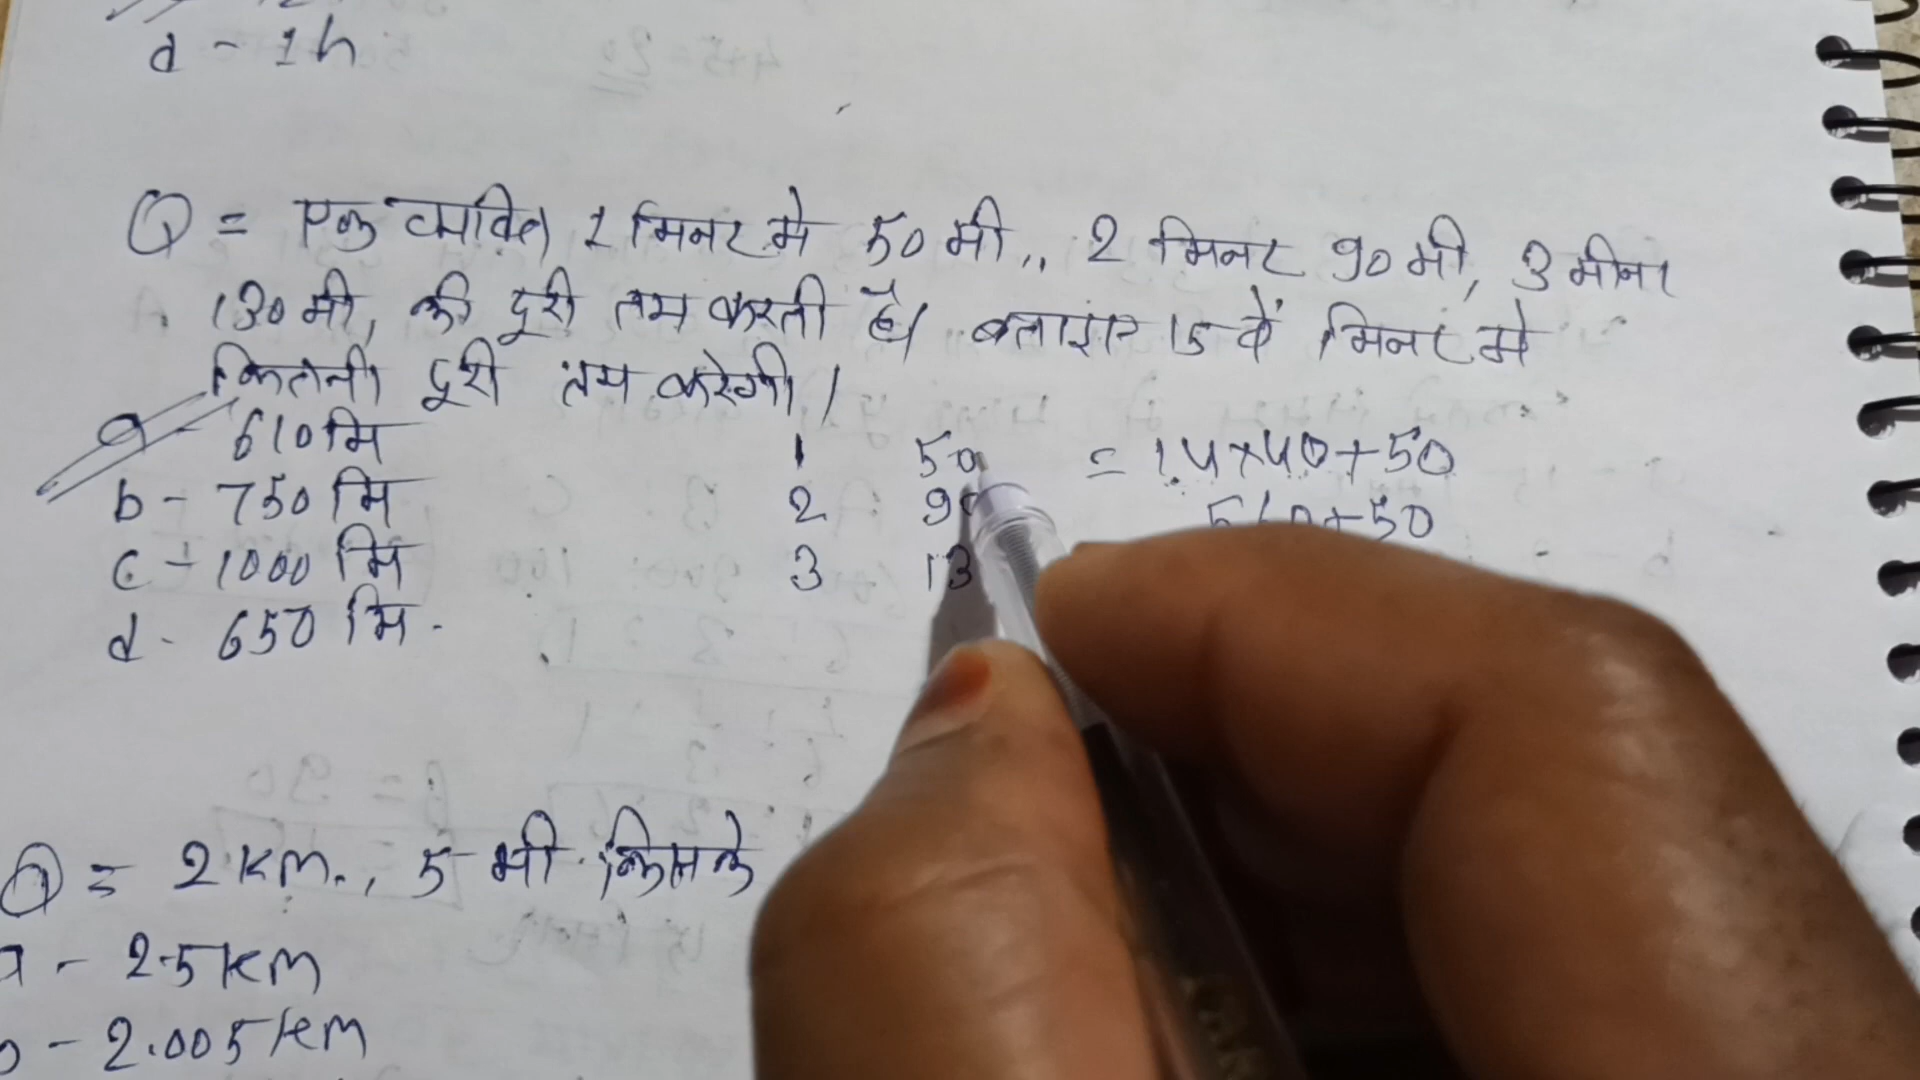 d - 1h
Q = एक व्यक्ति 1 मिनट मे 50 मी,, 2 मिनट 90 मी, 3 मीनट
130 मी, की दूरी तय करती है। बताइए 15 वें मिनट मे
कितनी दूरी तय करेगी।
a - 610 मि
b - 750 मि
c - 1000 मि
d - 650 मि.
1 50 = 14×40+50
2 90 560+50
3 13
Q = 2 km., 5 मी. किसके
a - 2.5 km
b - 2.005 km